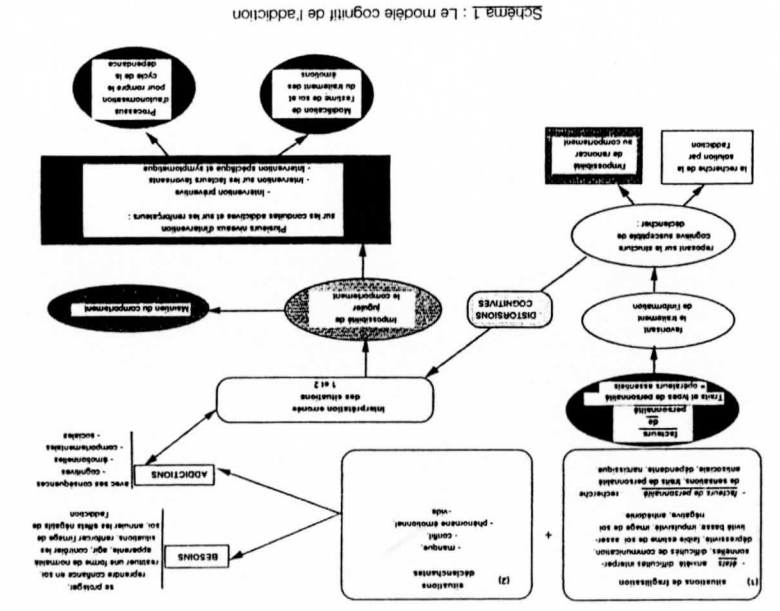 (1) situations de fragilisation
- états anxiété difficultés interper-
sonnelles, difficultés de communication,
dépressivité, faible estime de soi asser-
tivité basse, impulsivité, image de soi
négative, anhédonie
- facteurs de personnalité recherche
de sensations, traits de personnalité
antisociale, dépendante, narcissique
+
(2) situations
déclenchantes
- manque,
- conflit,
- phénomène émotionnel
-vide
BESOINS
se protéger,
reprendre confiance en soi,
restituer une forme de normalité
apparente, agir, contrôler les
situations, renforcer l'image de
soi, annuler les effets négatifs de
l'addiction
ADDICTIONS
avec ses conséquences
- cognitives
- émotionnelles
- comportementales
- sociales
facteurs
de
personnalité
Traits et types de personnalité
= opérateurs essentiels
Interprétation erronée
des situations
1 et 2
favorisant
le traitement
de l'information
DISTORSIONS
COGNITIVES
Impossibilité de
juguler
le comportement
Maintien du comportement
reposant sur la structure
cognitive susceptible de
déclencher :
Plusieurs niveaux d'intervention
sur les conduites addictives et sur les renforçateurs :
- Intervention préventive
- Intervention sur les facteurs favorisants
- Intervention spécifique et symptomatique
la recherche de la
solution par
l'addiction
l'impossibilité
de renoncer
au comportement
Modification de
l'estime de soi et
du traitement des
émotions
Processus
d'autonomisation
pour rompre le
cycle de la
dépendance
Schéma 1 : Le modèle cognitif de l'addiction